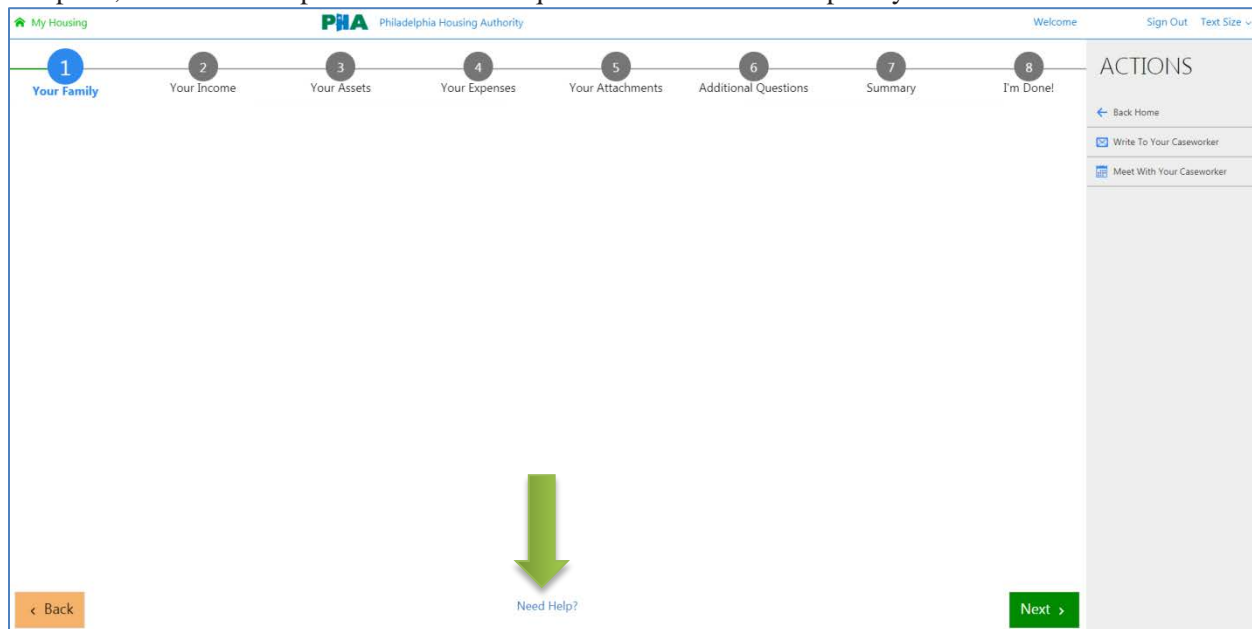 My Housing PHA Philadelphia Housing Authority Welcome Sign Out Text Size
1 2 3 4 5 6 7 8
Your Family Your Income Your Assets Your Expenses Your Attachments Additional Questions Summary I'm Done!
ACTIONS
Back Home
Write To Your Caseworker
Meet With Your Caseworker
‹ Back Need Help? Next ›